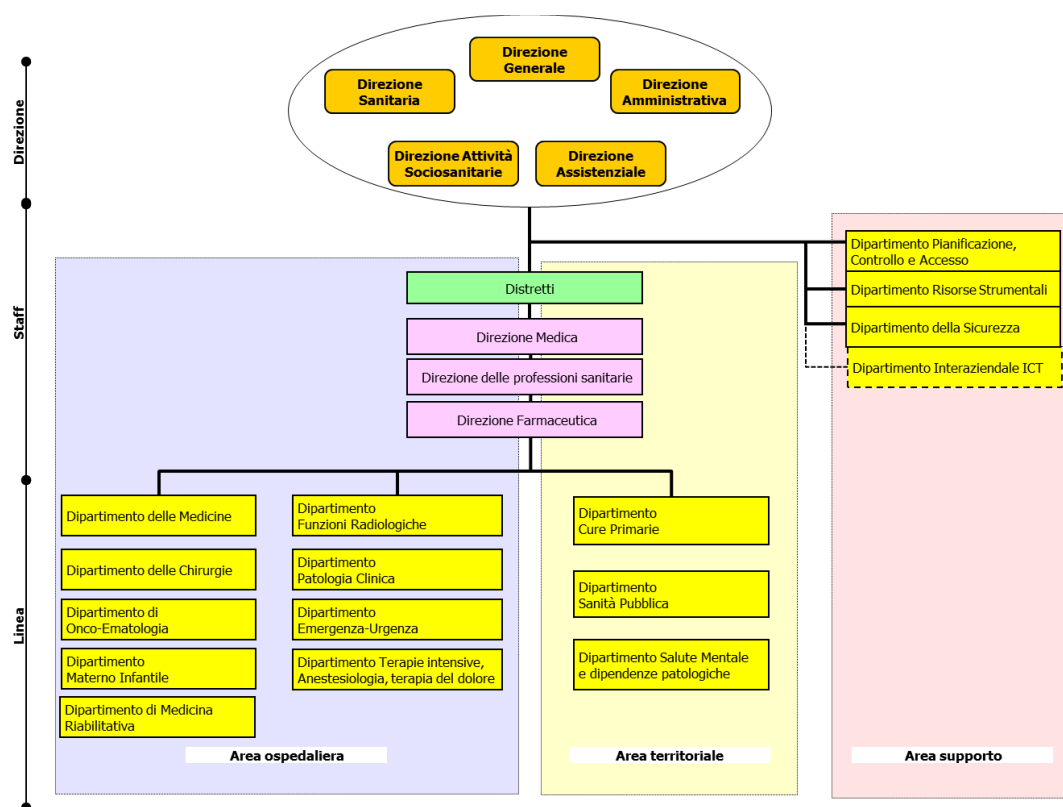 Direzione
Generale
Direzione
Sanitaria
Direzione
Amministrativa
Direzione Attività
Sociosanitarie
Direzione
Assistenziale
Direzione
Staff
Linea
Dipartimento Pianificazione,
Controllo e Accesso
Dipartimento Risorse Strumentali
Dipartimento della Sicurezza
Dipartimento Interaziendale ICT
Distretti
Direzione Medica
Direzione delle professioni sanitarie
Direzione Farmaceutica
Dipartimento delle Medicine
Dipartimento delle Chirurgie
Dipartimento di
Onco-Ematologia
Dipartimento
Materno Infantile
Dipartimento di Medicina
Riabilitativa
Dipartimento
Funzioni Radiologiche
Dipartimento
Patologia Clinica
Dipartimento
Emergenza-Urgenza
Dipartimento Terapie intensive,
Anestesiologia, terapia del dolore
Dipartimento
Cure Primarie
Dipartimento
Sanità Pubblica
Dipartimento Salute Mentale
e dipendenze patologiche
Area ospedaliera
Area territoriale
Area supporto